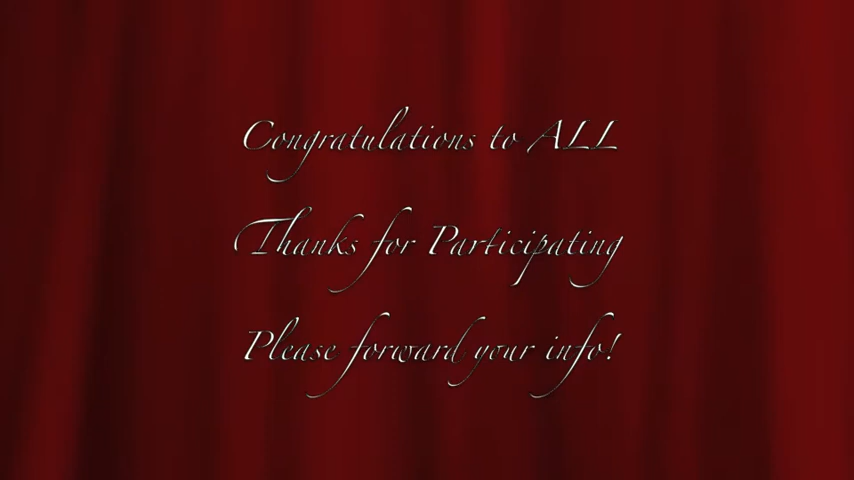 Congratulations to ALL
Thanks for Participating
Please forward your info!